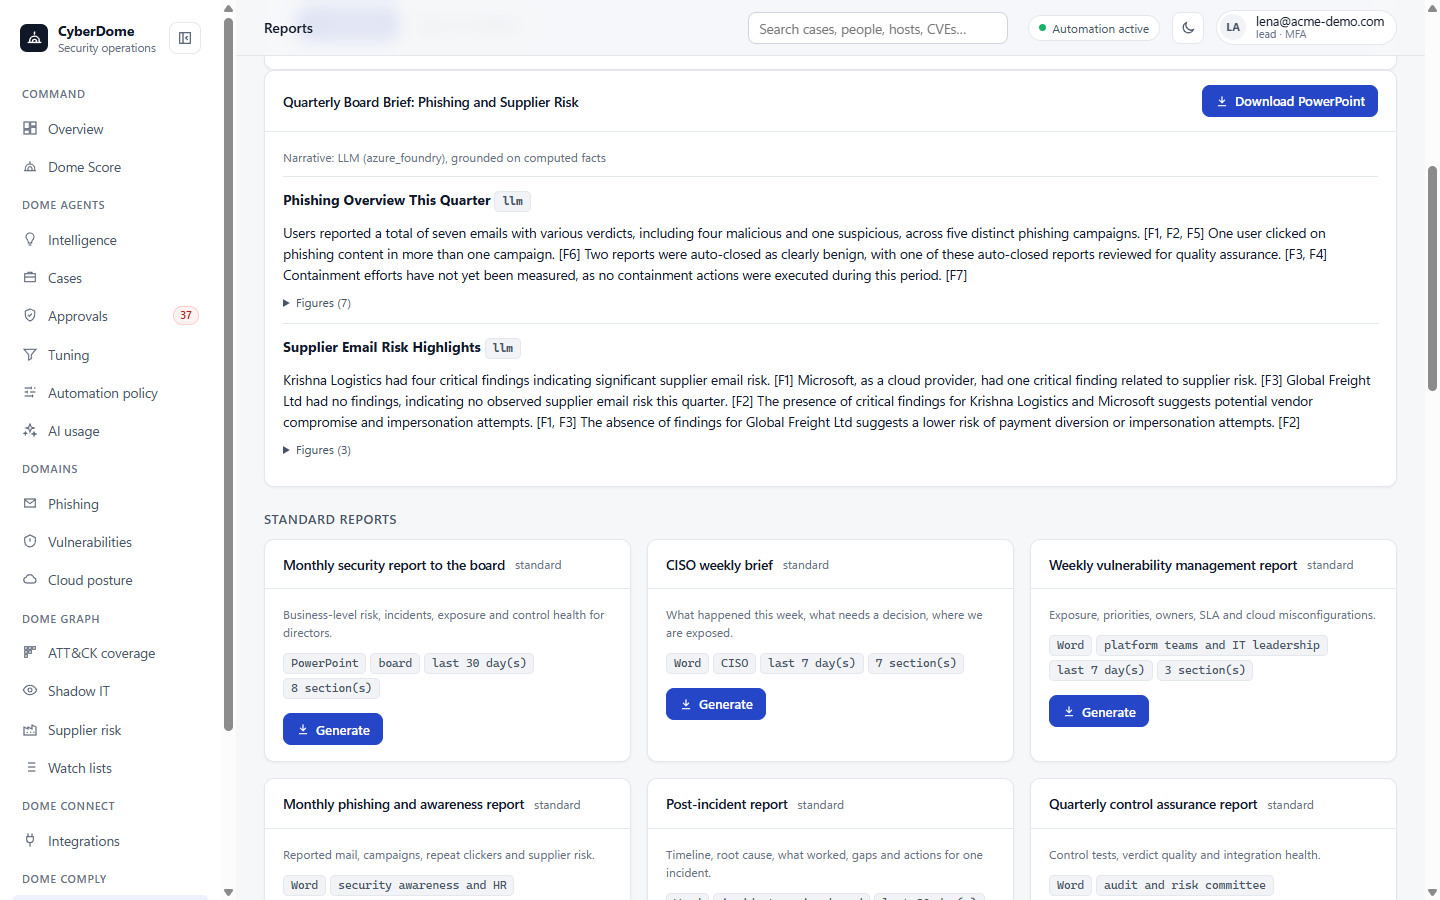 CyberDome
Security operations
COMMAND
Overview
Dome Score
DOME AGENTS
Intelligence
Cases
Approvals 37
Tuning
Automation policy
AI usage
DOMAINS
Phishing
Vulnerabilities
Cloud posture
DOME GRAPH
ATT&CK coverage
Shadow IT
Supplier risk
Watch lists
DOME CONNECT
Integrations
DOME COMPLY
Reports
Search cases, people, hosts, CVEs...
Automation active
LA
lena@acme-demo.com
lead · MFA
Quarterly Board Brief: Phishing and Supplier Risk
Download PowerPoint
Narrative: LLM (azure_foundry), grounded on computed facts
Phishing Overview This Quarter llm
Users reported a total of seven emails with various verdicts, including four malicious and one suspicious, across five distinct phishing campaigns. [F1, F2, F5] One user clicked on
phishing content in more than one campaign. [F6] Two reports were auto-closed as clearly benign, with one of these auto-closed reports reviewed for quality assurance. [F3, F4]
Containment efforts have not yet been measured, as no containment actions were executed during this period. [F7]
Figures (7)
Supplier Email Risk Highlights llm
Krishna Logistics had four critical findings indicating significant supplier email risk. [F1] Microsoft, as a cloud provider, had one critical finding related to supplier risk. [F3] Global Freight
Ltd had no findings, indicating no observed supplier email risk this quarter. [F2] The presence of critical findings for Krishna Logistics and Microsoft suggests potential vendor
compromise and impersonation attempts. [F1, F3] The absence of findings for Global Freight Ltd suggests a lower risk of payment diversion or impersonation attempts. [F2]
Figures (3)
STANDARD REPORTS
Monthly security report to the board standard
Business-level risk, incidents, exposure and control health for
directors.
PowerPoint board last 30 day(s)
8 section(s)
Generate
CISO weekly brief standard
What happened this week, what needs a decision, where we
are exposed.
Word CISO last 7 day(s) 7 section(s)
Generate
Weekly vulnerability management report standard
Exposure, priorities, owners, SLA and cloud misconfigurations.
Word platform teams and IT leadership
last 7 day(s) 3 section(s)
Generate
Monthly phishing and awareness report standard
Reported mail, campaigns, repeat clickers and supplier risk.
Word security awareness and HR
Post-incident report standard
Timeline, root cause, what worked, gaps and actions for one
incident.
Quarterly control assurance report standard
Control tests, verdict quality and integration health.
Word audit and risk committee